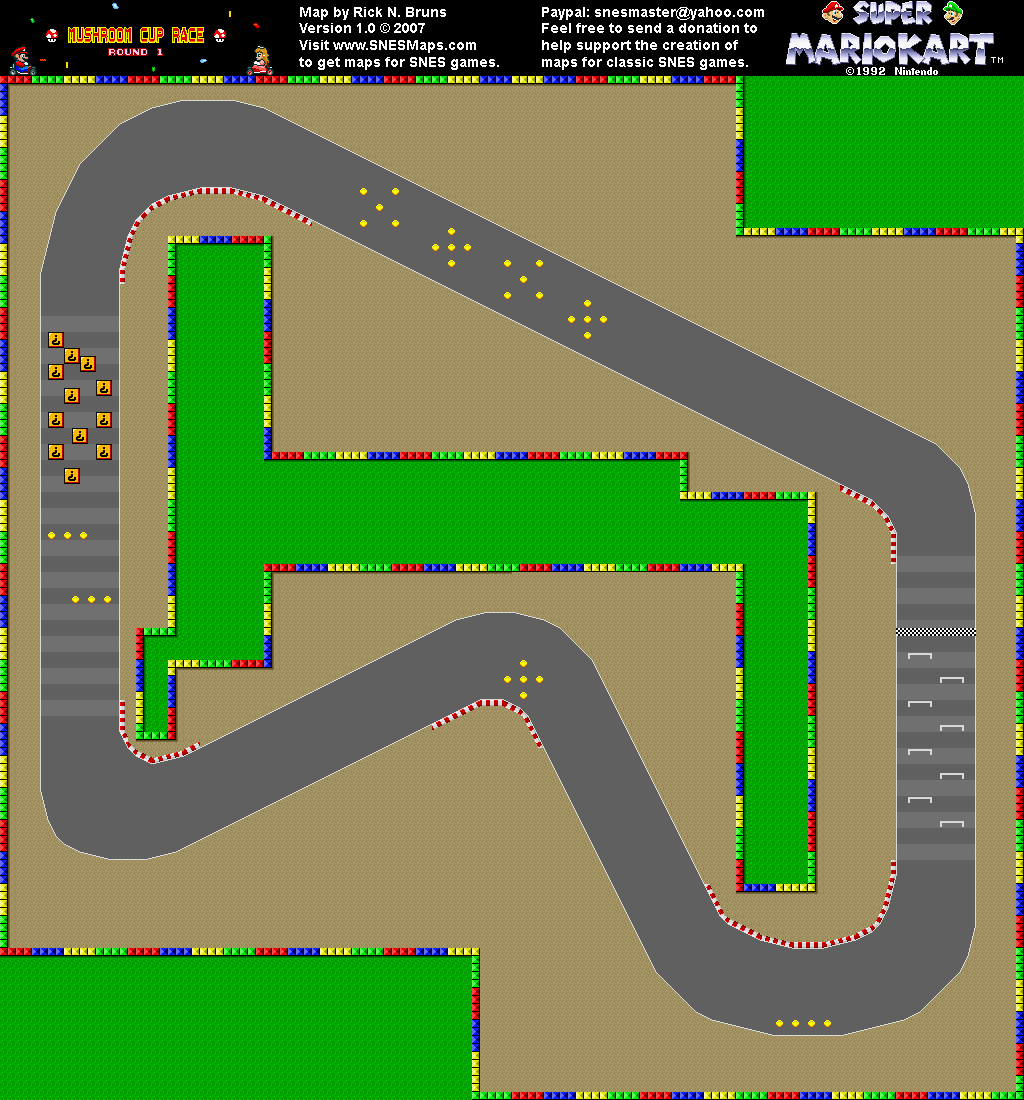 MUSHROOM CUP RACE
ROUND 1
Map by Rick N. Bruns
Version 1.0 © 2007
Visit www.SNESMaps.com
to get maps for SNES games.
Paypal: snesmaster@yahoo.com
Feel free to send a donation to
help support the creation of
maps for classic SNES games.
SUPER
MARIOKART™
©1992 Nintendo